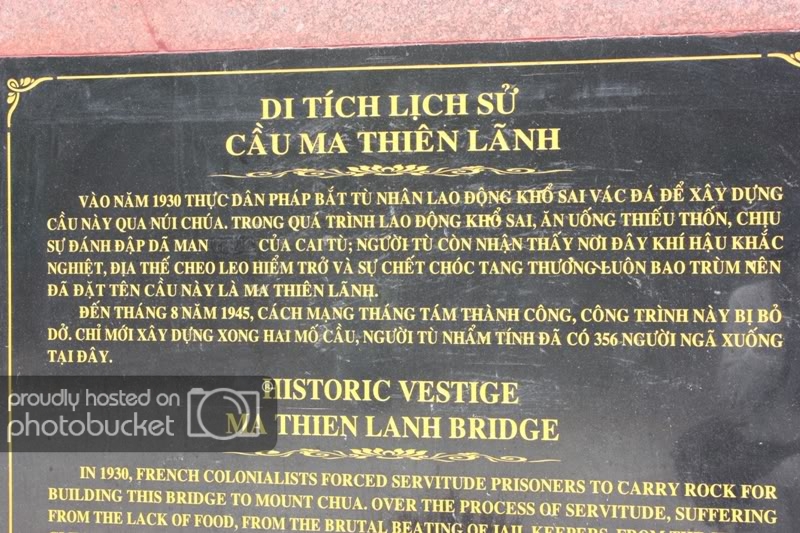 DI TÍCH LỊCH SỬ
CẦU MA THIÊN LÃNH
VÀO NĂM 1930 THỰC DÂN PHÁP BẮT TÙ NHÂN LAO ĐỘNG KHỔ SAI VÁC ĐÁ ĐỂ XÂY DỰNG
CẦU NÀY QUA NÚI CHÚA. TRONG QUÁ TRÌNH LAO ĐỘNG KHỔ SAI, ĂN UỐNG THIẾU THỐN, CHỊU
SỰ ĐÁNH ĐẬP DÃ MAN CỦA CAI TÙ; NGƯỜI TÙ CÒN NHẬN THẤY NƠI ĐÂY KHÍ HẬU KHẮC
NGHIỆT, ĐỊA THẾ CHEO LEO HIỂM TRỞ VÀ SỰ CHẾT CHÓC TANG THƯƠNG LUÔN BAO TRÙM NÊN
ĐÃ ĐẶT TÊN CẦU NÀY LÀ MA THIÊN LÃNH.
ĐẾN THÁNG 8 NĂM 1945, CÁCH MẠNG THÁNG TÁM THÀNH CÔNG, CÔNG TRÌNH NÀY BỊ BỎ
DỞ. CHỈ MỚI XÂY DỰNG XONG HAI MỐ CẦU, NGƯỜI TÙ NHẨM TÍNH ĐÃ CÓ 356 NGƯỜI NGÃ XUỐNG
TẠI ĐÂY.
HISTORIC VESTIGE
MA THIEN LANH BRIDGE
proudly hosted on
photobucket®
IN 1930, FRENCH COLONIALISTS FORCED SERVITUDE PRISONERS TO CARRY ROCK FOR
BUILDING THIS BRIDGE TO MOUNT CHUA. OVER THE PROCESS OF SERVITUDE, SUFFERING
FROM THE LACK OF FOOD, FROM THE BRUTAL BEATING OF JAIL KEEPERS, FROM